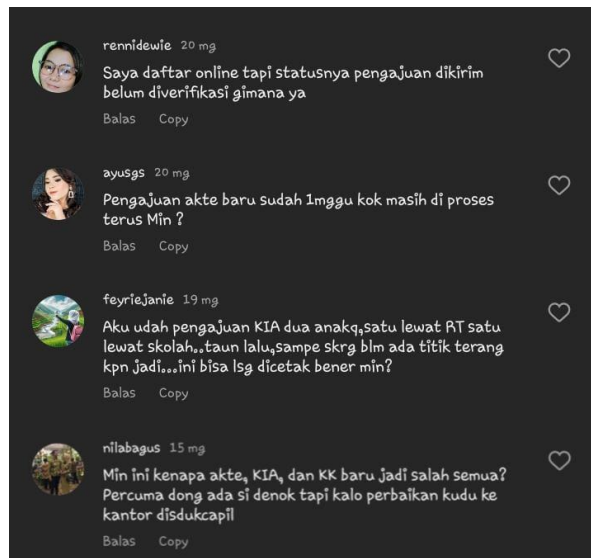 rennidewie 20 mg
Saya daftar online tapi statusnya pengajuan dikirim
belum diverifikasi gimana ya
Balas Copy
ayusgs 20 mg
Pengajuan akte baru sudah 1mggu kok masih di proses
terus Min ?
Balas Copy
feyriejanie 19 mg
Aku udah pengajuan KIA dua anakq,satu lewat RT satu
lewat skolah..taun lalu,sampe skrg blm ada titik terang
kpn jadi...ini bisa lsg dicetak bener min?
Balas Copy
nilabagus 15 mg
Min ini kenapa akte, KIA, dan KK baru jadi salah semua?
Percuma dong ada si denok tapi kalo perbaikan kudu ke
kantor disdukcapil
Balas Copy